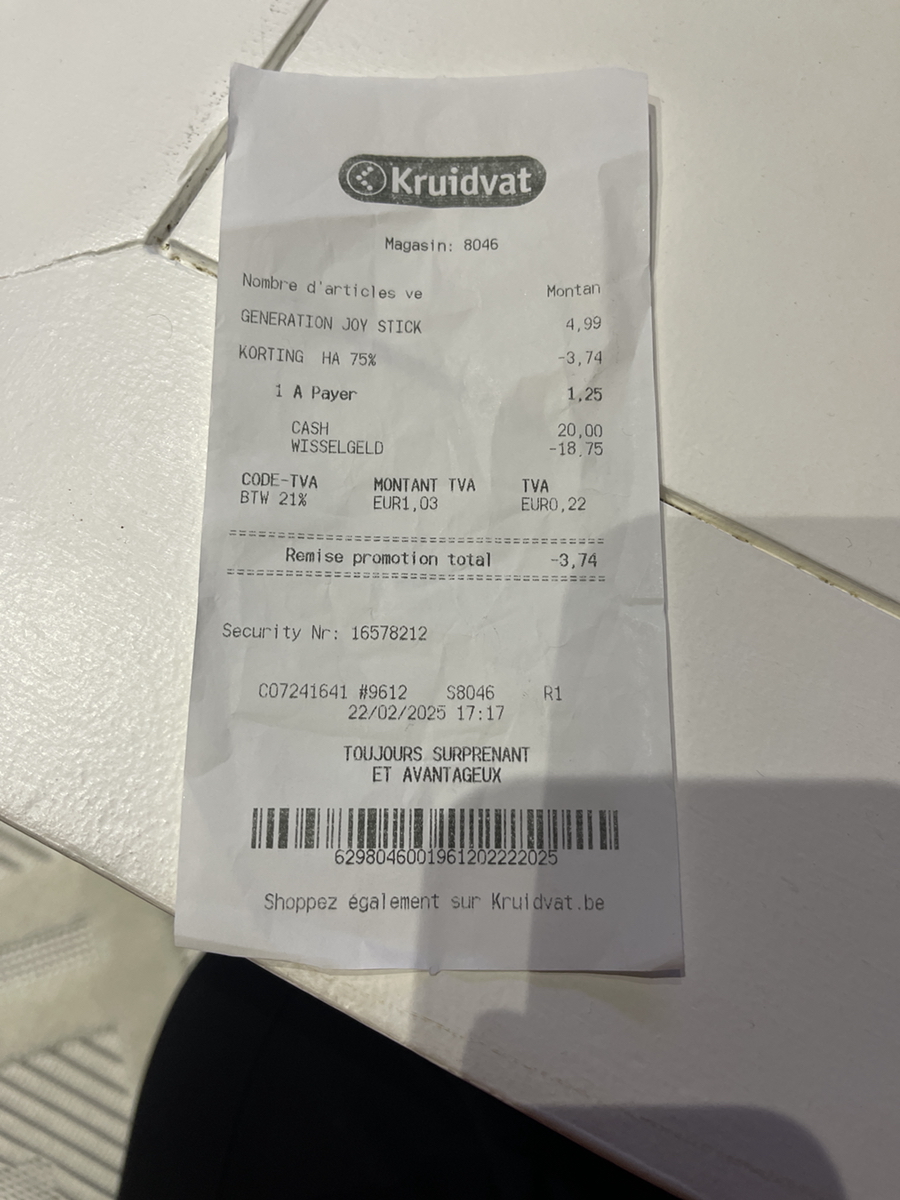 Kruidvat
Magasin: 8046
Nombre d'articles ve Montan
GENERATION JOY STICK 4,99
KORTING HA 75% -3,74
1 A Payer 1,25
CASH 20,00
WISSELGELD -18,75
CODE-TVA MONTANT TVA TVA
BTW 21% EUR1,03 EUR0,22
Remise promotion total -3,74
Security Nr: 16578212
C07241641 #9612 S8046 R1
22/02/2025 17:17
TOUJOURS SURPRENANT
ET AVANTAGEUX
6298046001961202222025
Shoppez également sur Kruidvat.be